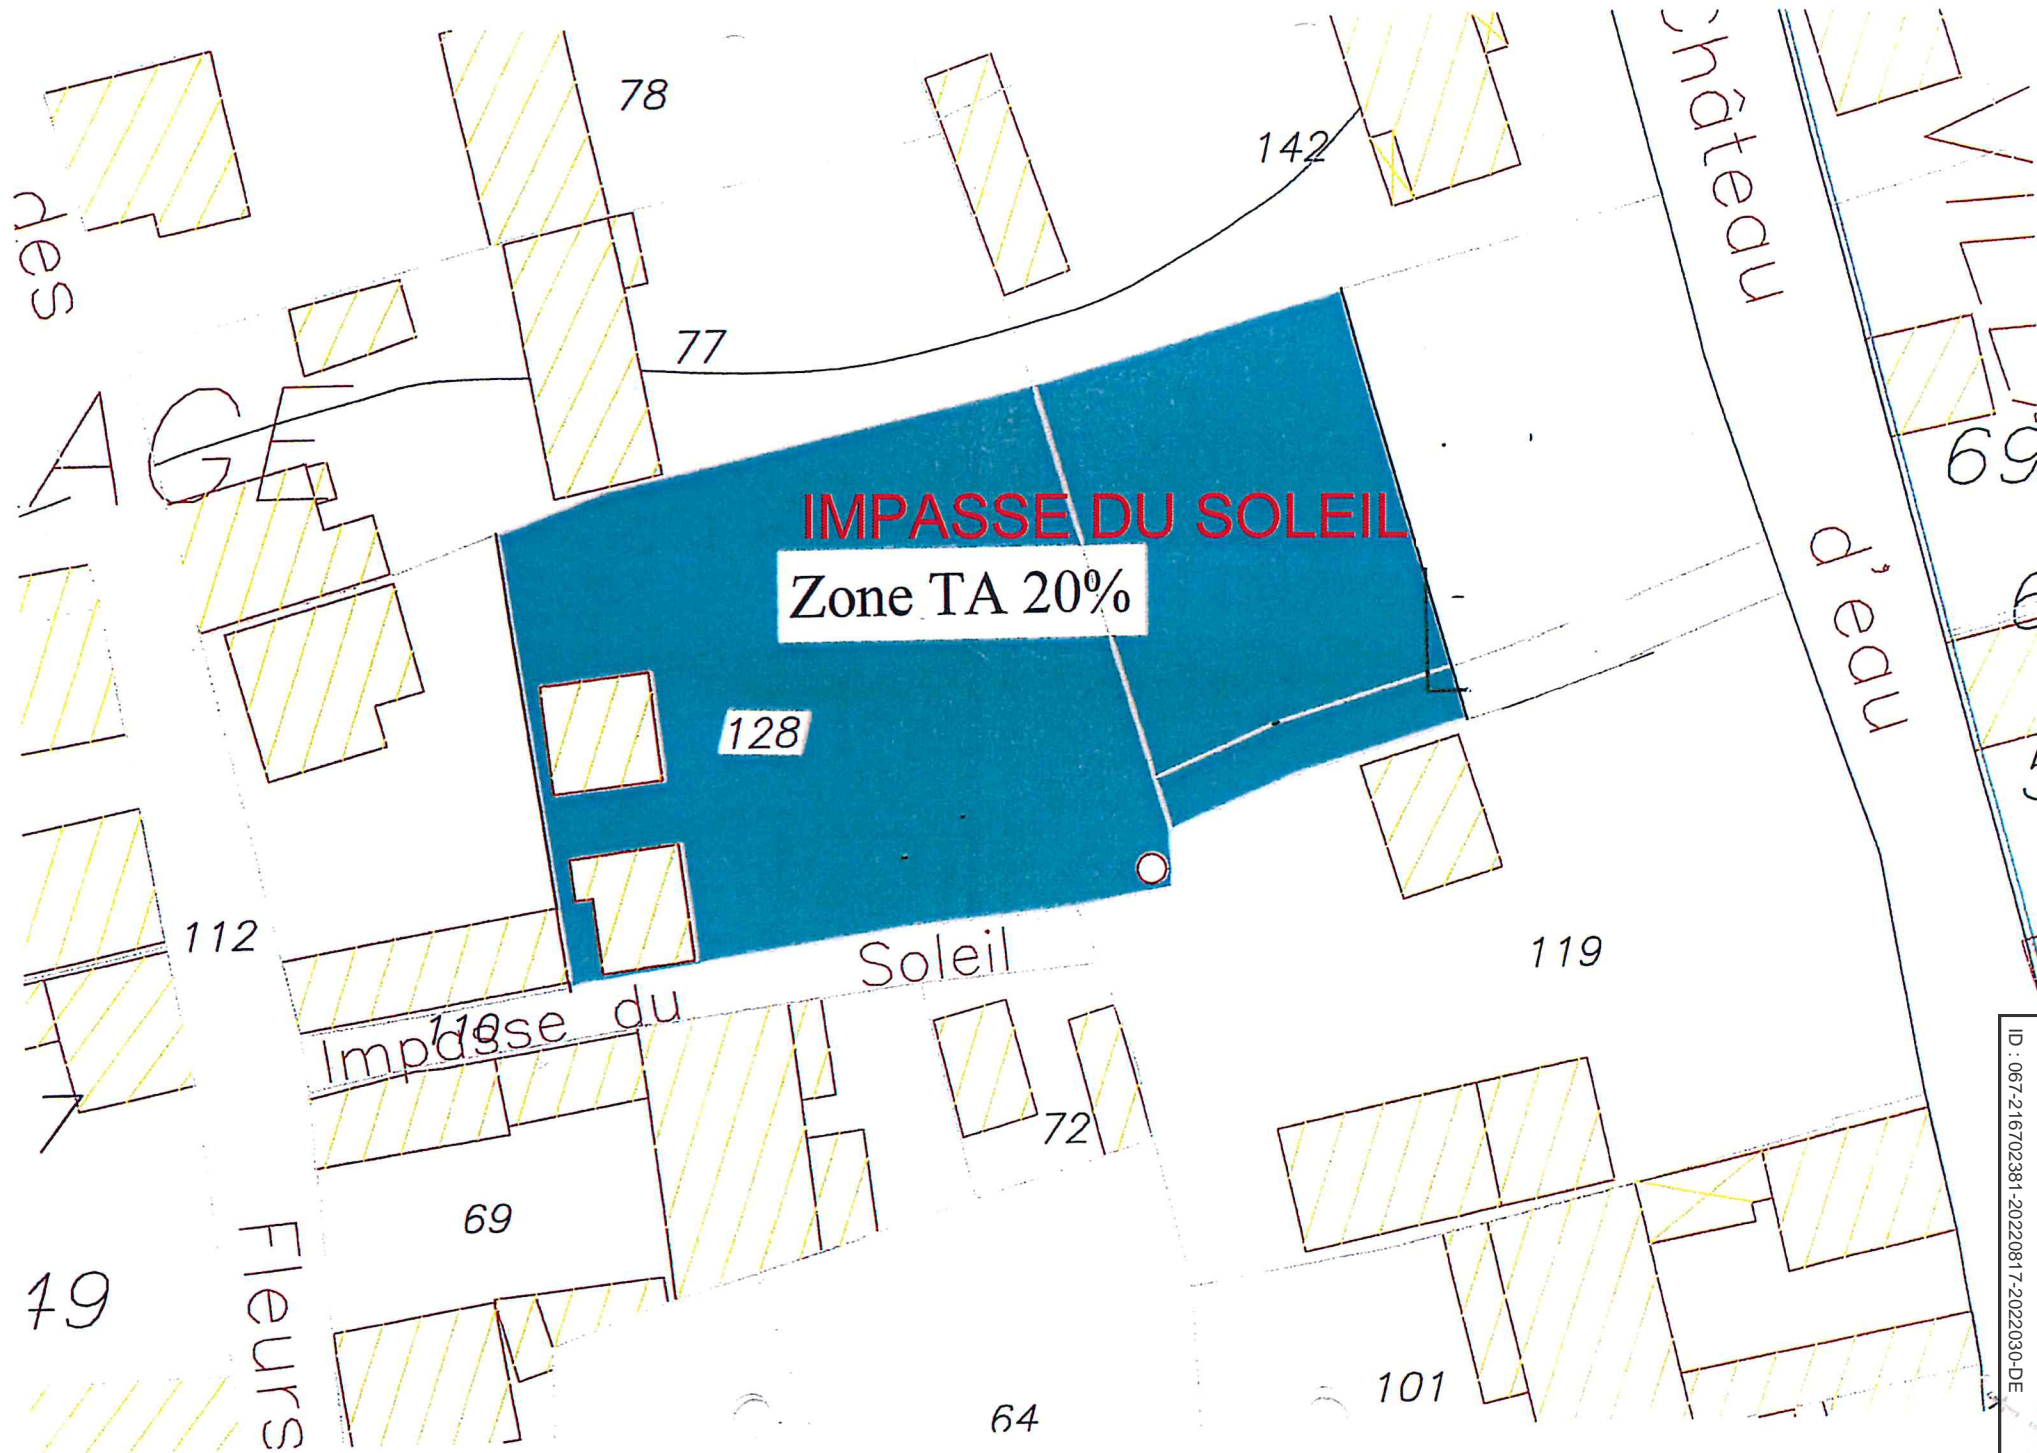 78
142
Château
des
77
AGE
69
IMPASSE DU SOLEIL
Zone TA 20%
d'eau
128
112
Soleil
119
Impasse du
72
69
19
Fleurs
101
64
ID : 067-216702381-20220817-2022030-DE